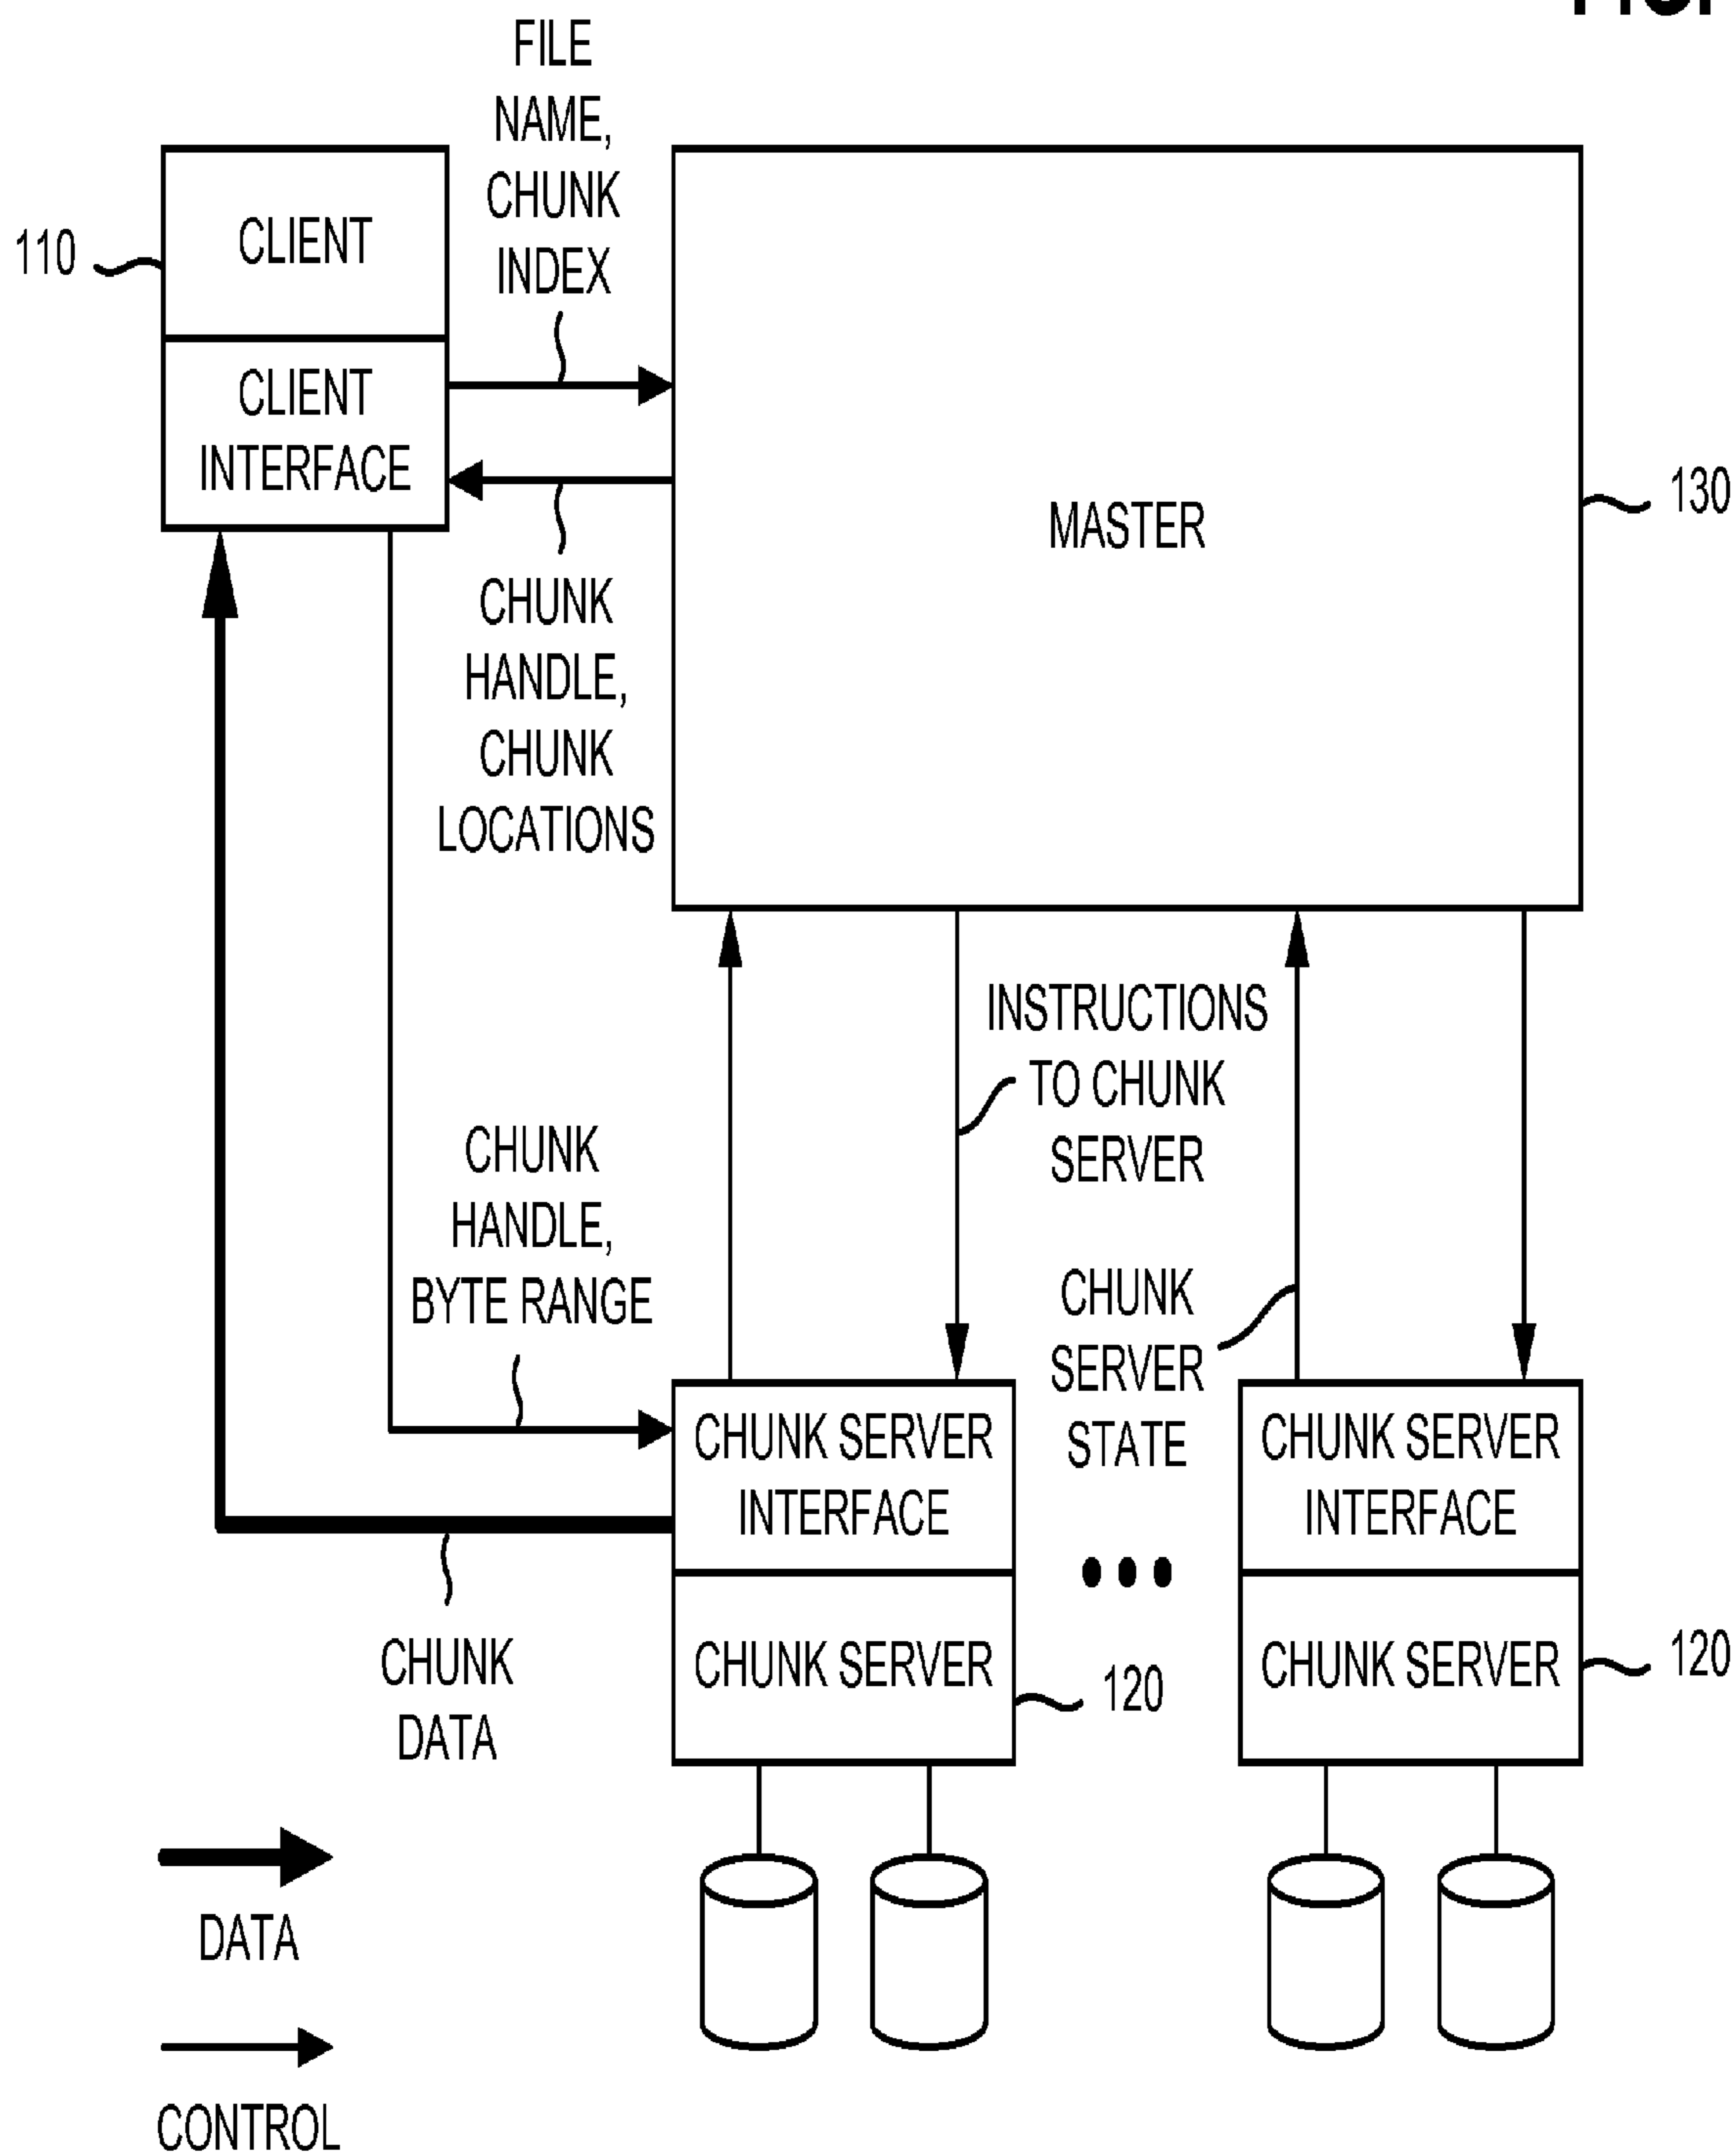 FILE
NAME,
CHUNK
INDEX
110
CLIENT
CLIENT
INTERFACE
MASTER
130
CHUNK
HANDLE,
CHUNK
LOCATIONS
INSTRUCTIONS
TO CHUNK
SERVER
CHUNK
HANDLE,
BYTE RANGE
CHUNK
SERVER
STATE
CHUNK SERVER
INTERFACE
CHUNK SERVER
INTERFACE
CHUNK SERVER
120
CHUNK SERVER
120
CHUNK
DATA
DATA
CONTROL